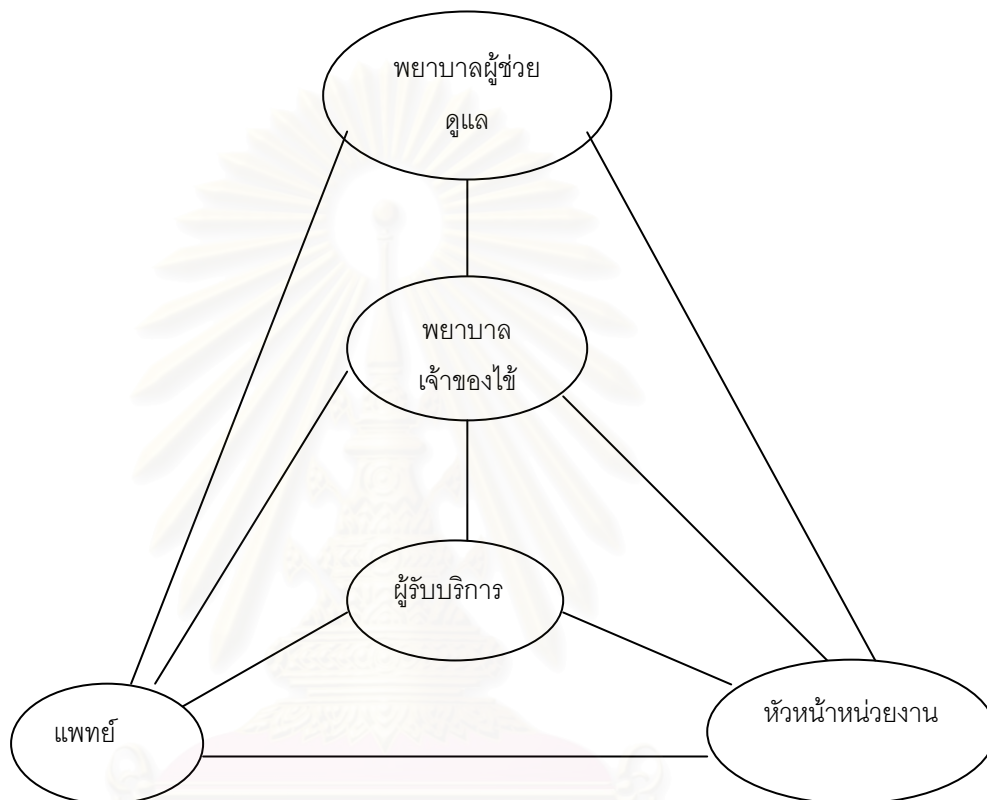 พยาบาลผู้ช่วย
ดูแล
พยาบาล
เจ้าของไข้
ผู้รับบริการ
แพทย์
หัวหน้าหน่วยงาน